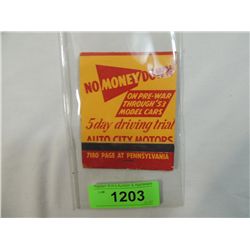 NO MONEY DOWN
ON PRE-WAR
THROUGH '53
MODEL CARS
5 day driving trial
AUTO CITY MOTORS
7180 PAGE AT PENNSYLVANIA
1203